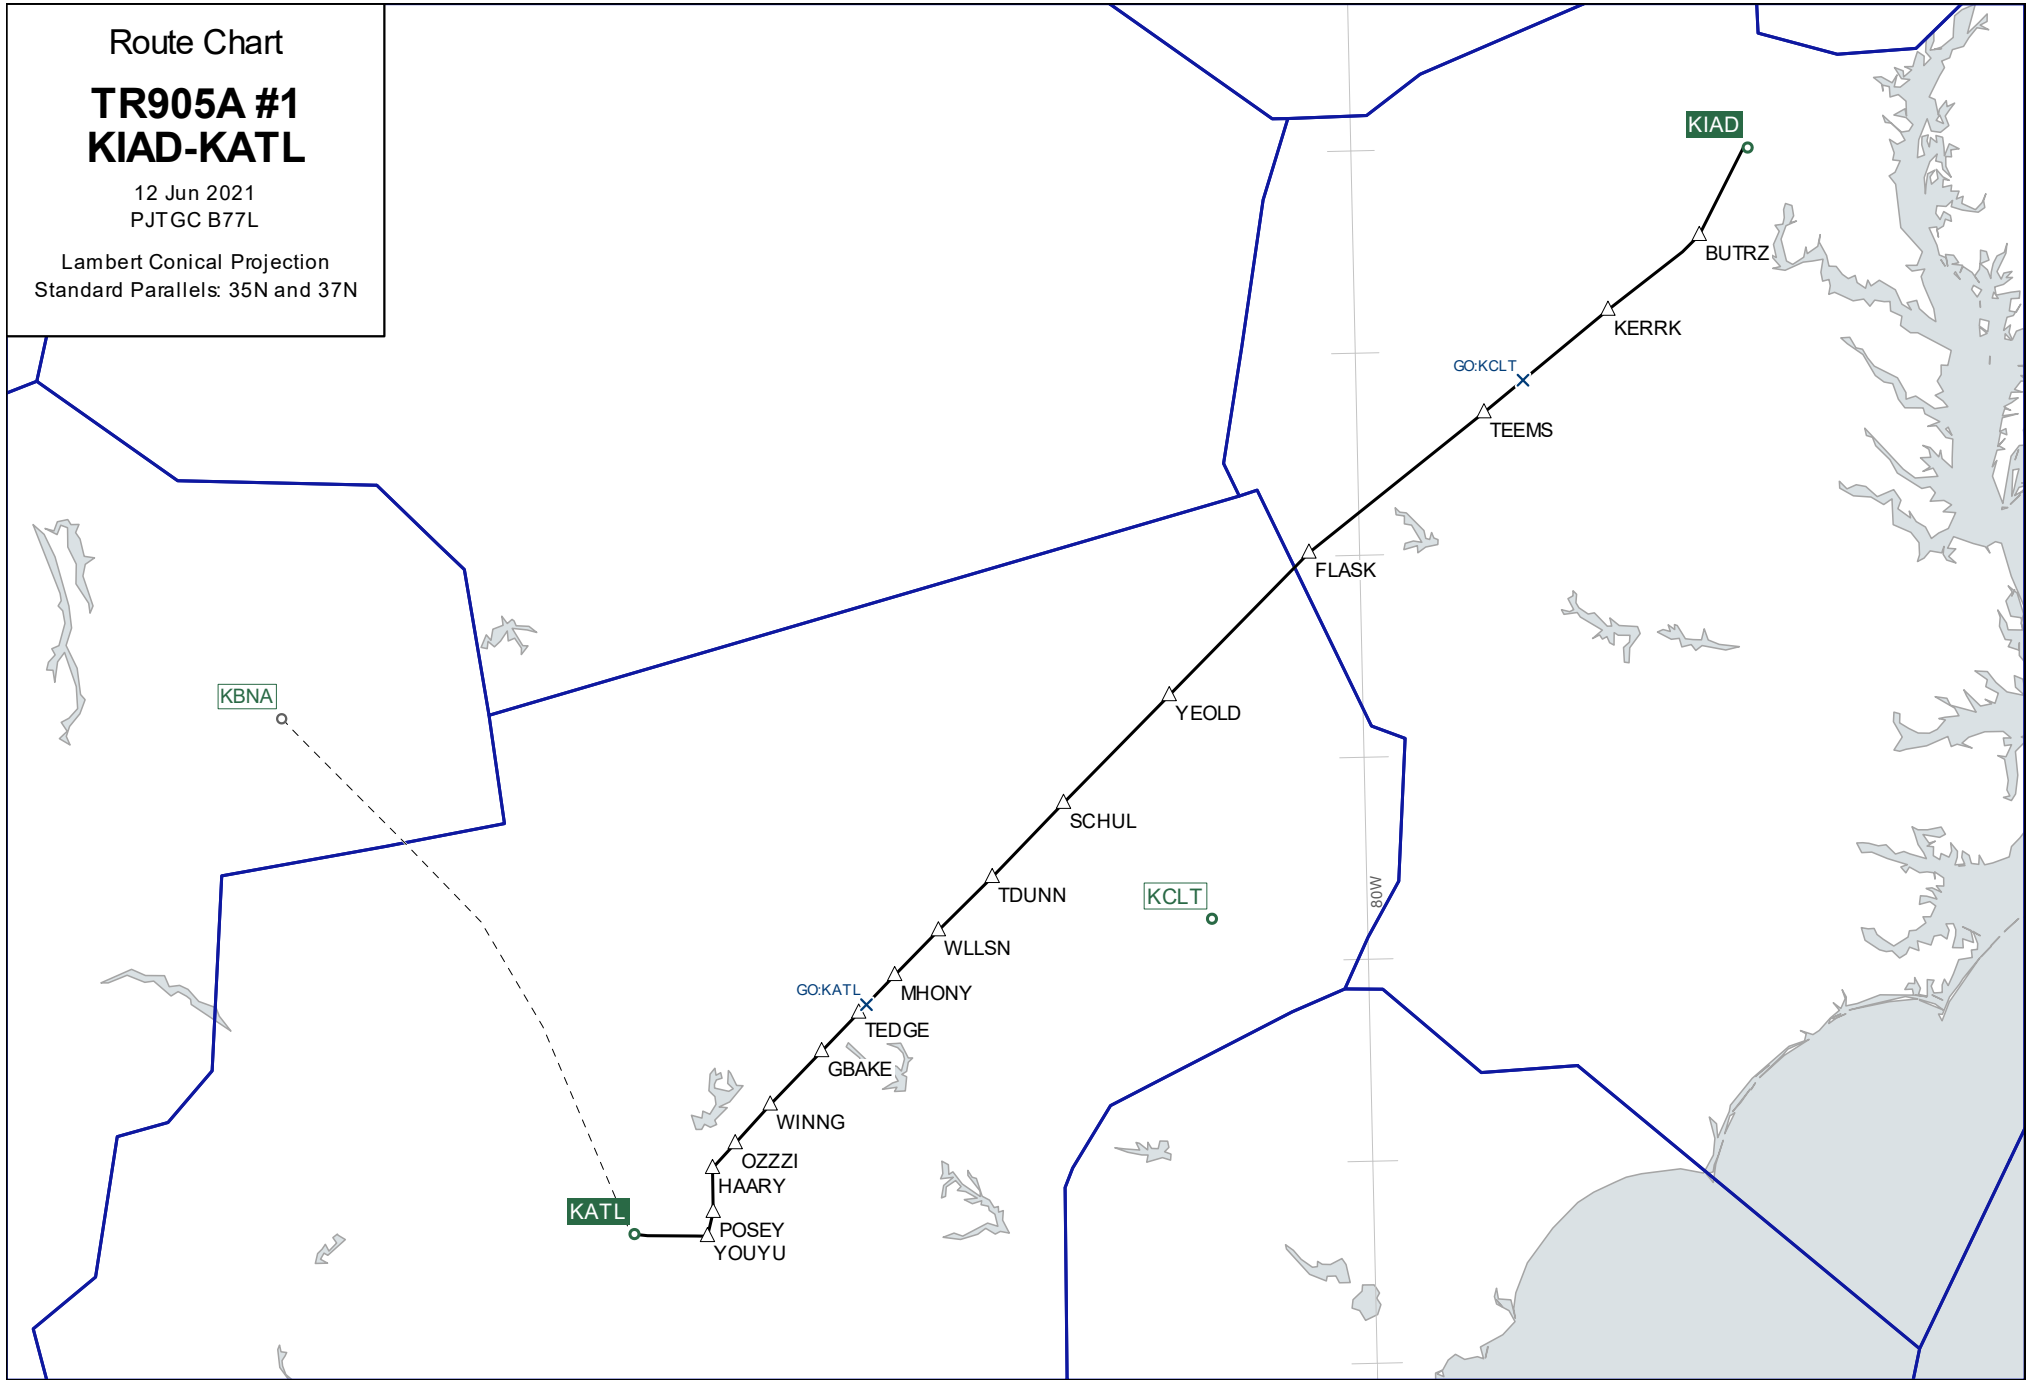 Route Chart
TR905A #1
KIAD-KATL
12 Jun 2021
PJTGC B77L
Lambert Conical Projection
Standard Parallels: 35N and 37N
KIAD
BUTRZ
KERRK
GO:KCLT
TEEMS
FLASK
KBNA
YEOLD
SCHUL
80W
TDUNN
KCLT
WLLSN
GO:KATL
MHONY
TEDGE
GBAKE
WINNG
OZZZI
HAARY
KATL
POSEY
YOUYU